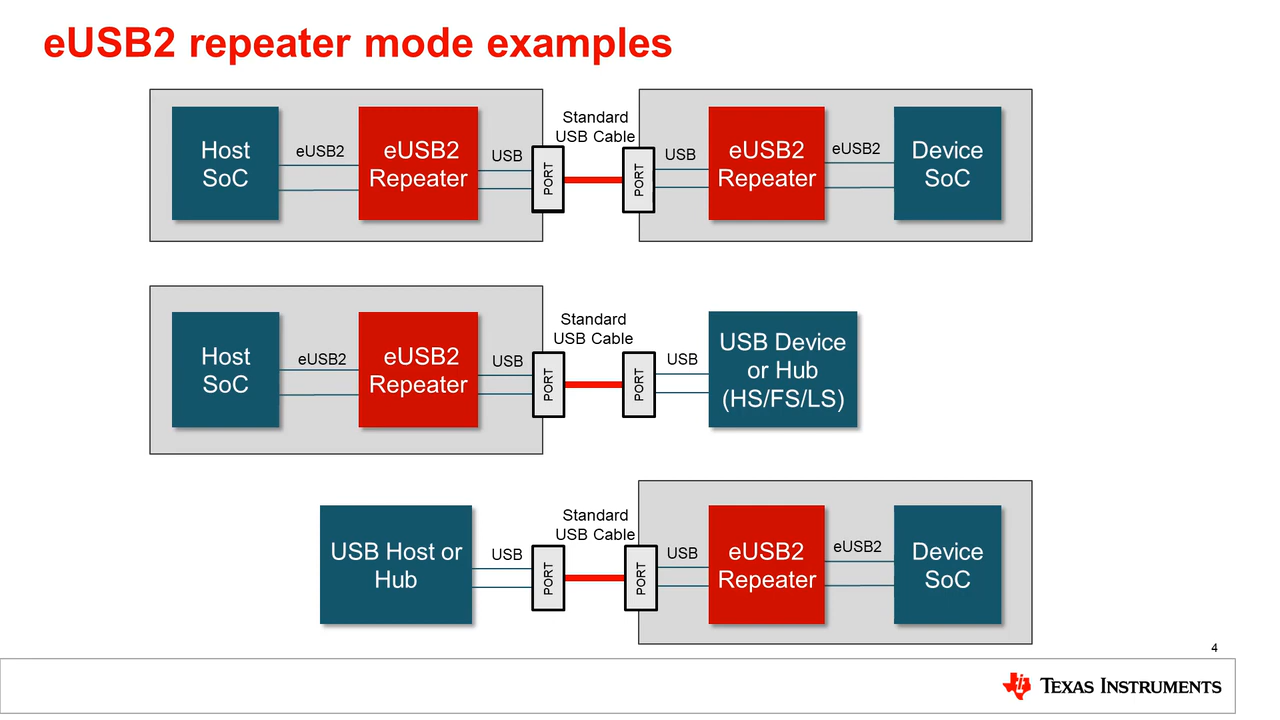 eUSB2 repeater mode examples
Host
SoC
eUSB2
eUSB2
Repeater
USB
PORT
Standard
USB Cable
PORT
USB
eUSB2
Repeater
eUSB2
Device
SoC
Host
SoC
eUSB2
eUSB2
Repeater
USB
PORT
Standard
USB Cable
PORT
USB
USB Device
or Hub
(HS/FS/LS)
USB Host or
Hub
USB
PORT
Standard
USB Cable
PORT
USB
eUSB2
Repeater
eUSB2
Device
SoC
4
TEXAS INSTRUMENTS